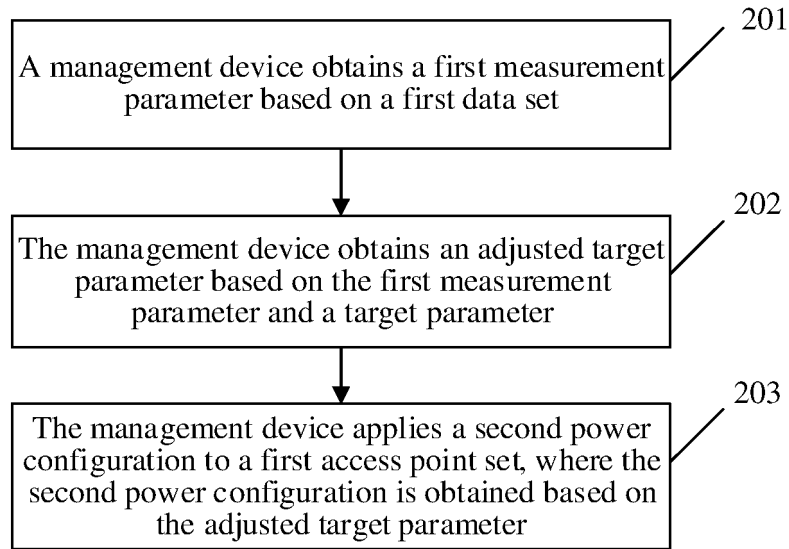 201
A management device obtains a first measurement
parameter based on a first data set
202
The management device obtains an adjusted target
parameter based on the first measurement
parameter and a target parameter
203
The management device applies a second power
configuration to a first access point set, where the
second power configuration is obtained based on
the adjusted target parameter